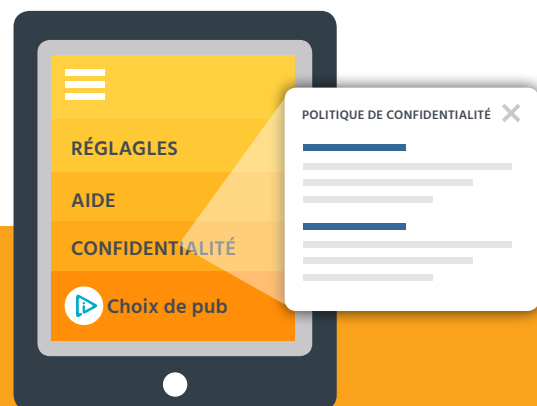 RÉGLAGLES
AIDE
CONFIDENTIALITÉ
Choix de pub
POLITIQUE DE CONFIDENTIALITÉ